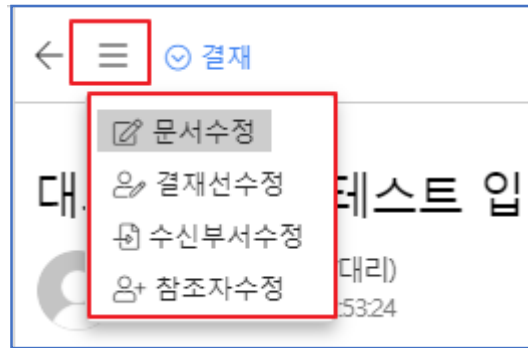 결재
문서수정
결재선수정
수신부서수정
참조자수정
대
테스트 입
대리)
:53:24